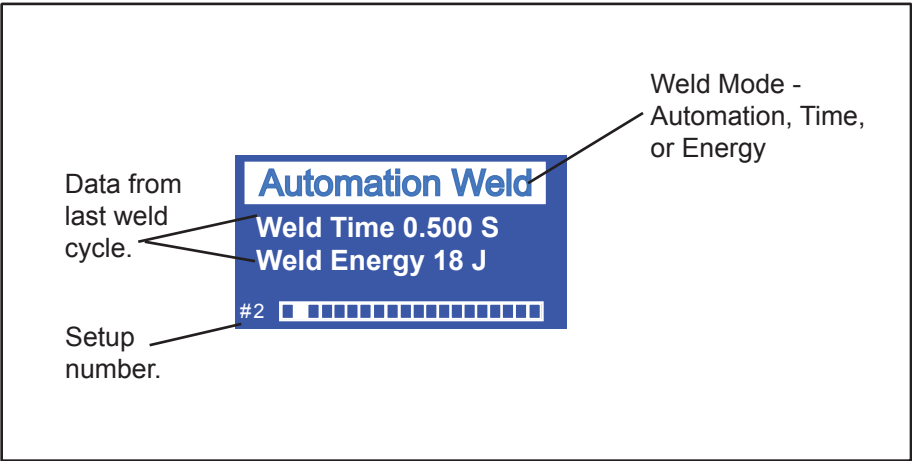 Weld Mode -
Automation, Time,
or Energy
Data from
last weld
cycle.
Automation Weld
Weld Time 0.500 S
Weld Energy 18 J
#2
Setup
number.